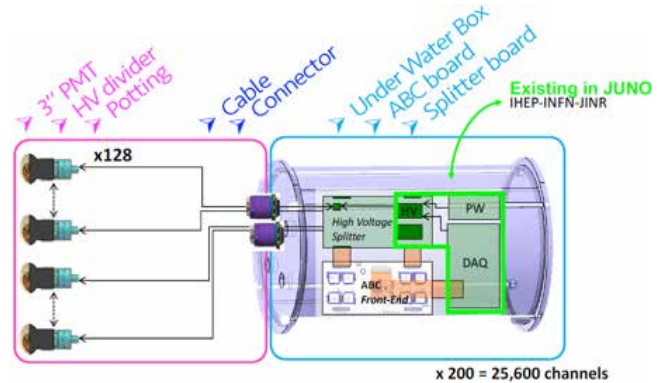 3'' PMT
HV divider
Potting
Cable
Connector
Under Water Box
ABC board
Splitter board
Existing in JUNO
IHEP-INFN-JINR
x128
HV
PW
High Voltage
Splitter
DAQ
ABC
Front-End
x 200 = 25,600 channels